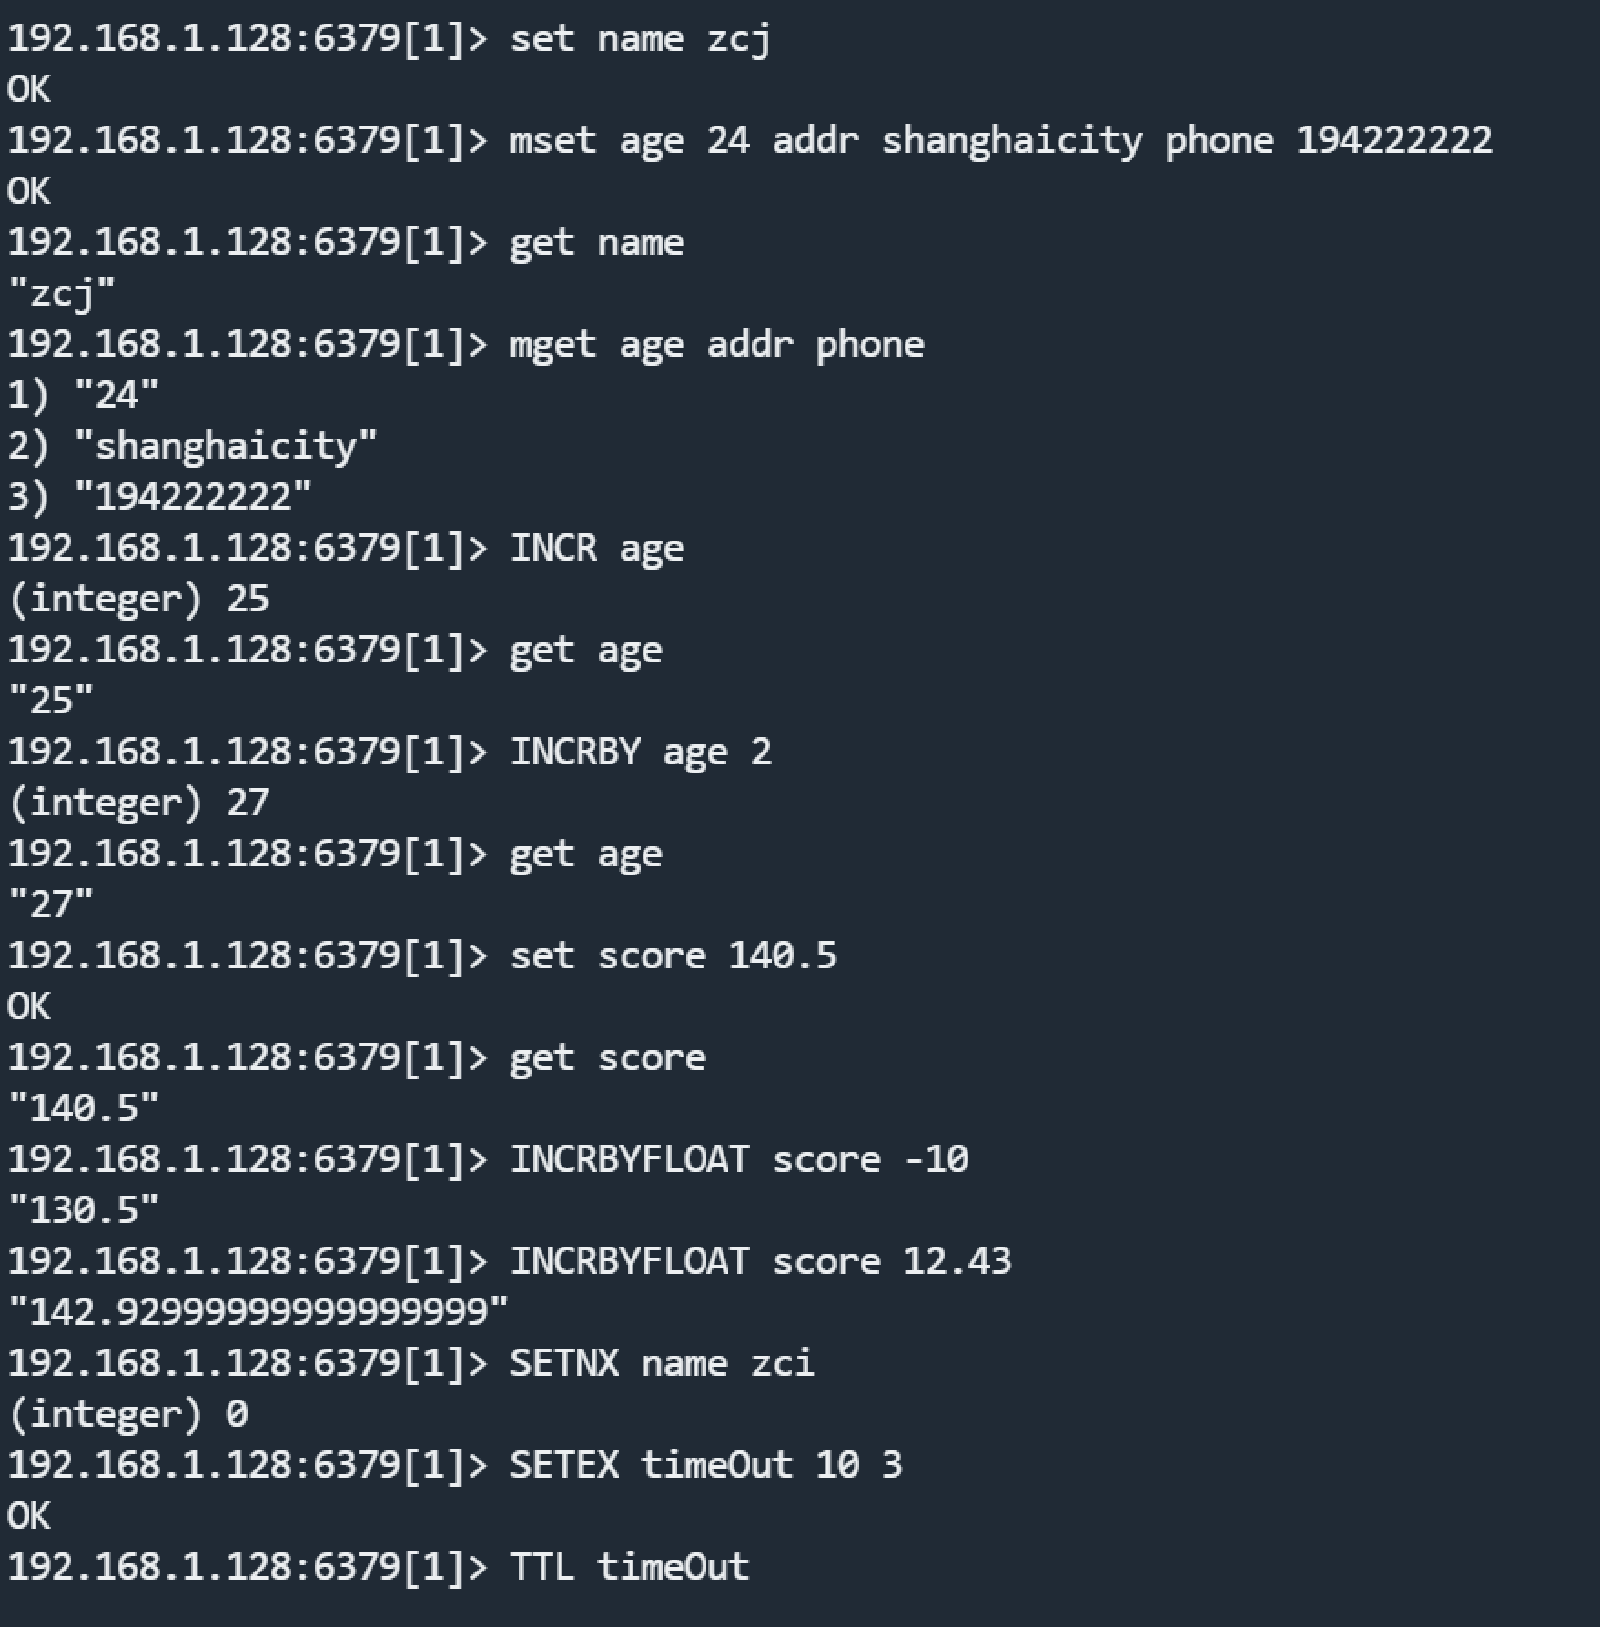 192.168.1.128:6379[1]> set name zcj
OK
192.168.1.128:6379[1]> mset age 24 addr shanghaicity phone 194222222
OK
192.168.1.128:6379[1]> get name
"zcj"
192.168.1.128:6379[1]> mget age addr phone
1) "24"
2) "shanghaicity"
3) "194222222"
192.168.1.128:6379[1]> INCR age
(integer) 25
192.168.1.128:6379[1]> get age
"25"
192.168.1.128:6379[1]> INCRBY age 2
(integer) 27
192.168.1.128:6379[1]> get age
"27"
192.168.1.128:6379[1]> set score 140.5
OK
192.168.1.128:6379[1]> get score
"140.5"
192.168.1.128:6379[1]> INCRBYFLOAT score -10
"130.5"
192.168.1.128:6379[1]> INCRBYFLOAT score 12.43
"142.92999999999999999"
192.168.1.128:6379[1]> SETNX name zci
(integer) 0
192.168.1.128:6379[1]> SETEX timeOut 10 3
OK
192.168.1.128:6379[1]> TTL timeOut